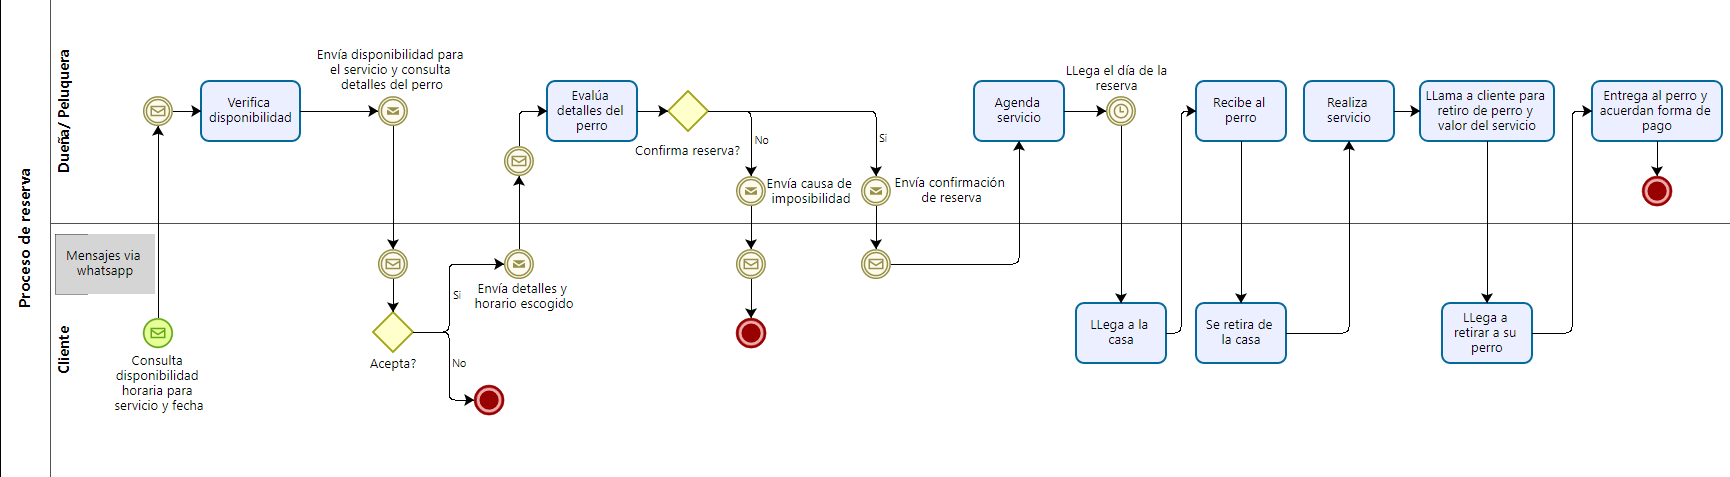 Proceso de reserva
Dueña/ Peluquera
Verifica
disponibilidad
Envía disponibilidad para
el servicio y consulta
detalles del perro
Evalúa
detalles del
perro
Confirma reserva?
No
Si
Envía causa de
imposibilidad
Envía confirmación
de reserva
Agenda
servicio
LLega el día de la
reserva
Recibe al
perro
Realiza
servicio
LLama a cliente para
retiro de perro y
valor del servicio
Entrega al perro y
acuerdan forma de
pago
Cliente
Mensajes via
whatsapp
Consulta
disponibilidad
horaria para
servicio y fecha
Acepta?
Si
No
Envía detalles y
horario escogido
LLega a la
casa
Se retira de
la casa
LLega a
retirar a su
perro